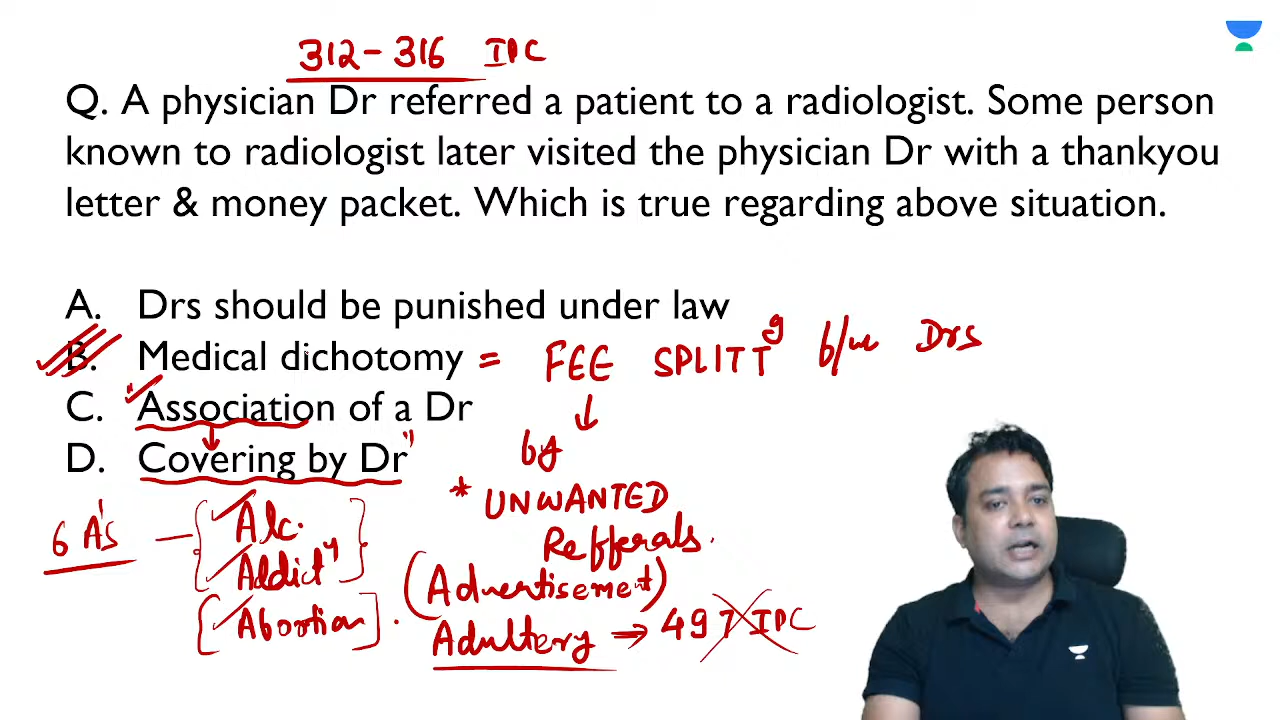 312 - 316 IPC
Q. A physician Dr referred a patient to a radiologist. Some person
known to radiologist later visited the physician Dr with a thankyou
letter & money packet. Which is true regarding above situation.
A. Drs should be punished under law
B. Medical dichotomy = FEE SPLITTg b/w Drs
C. Association of a Dr
D. Covering by Dr
by
* UNWANTED
Refferals.
6 A's - Alc.
Addictn
Abortion
(Advertisement)
Adultery ⇒ 497 IPC